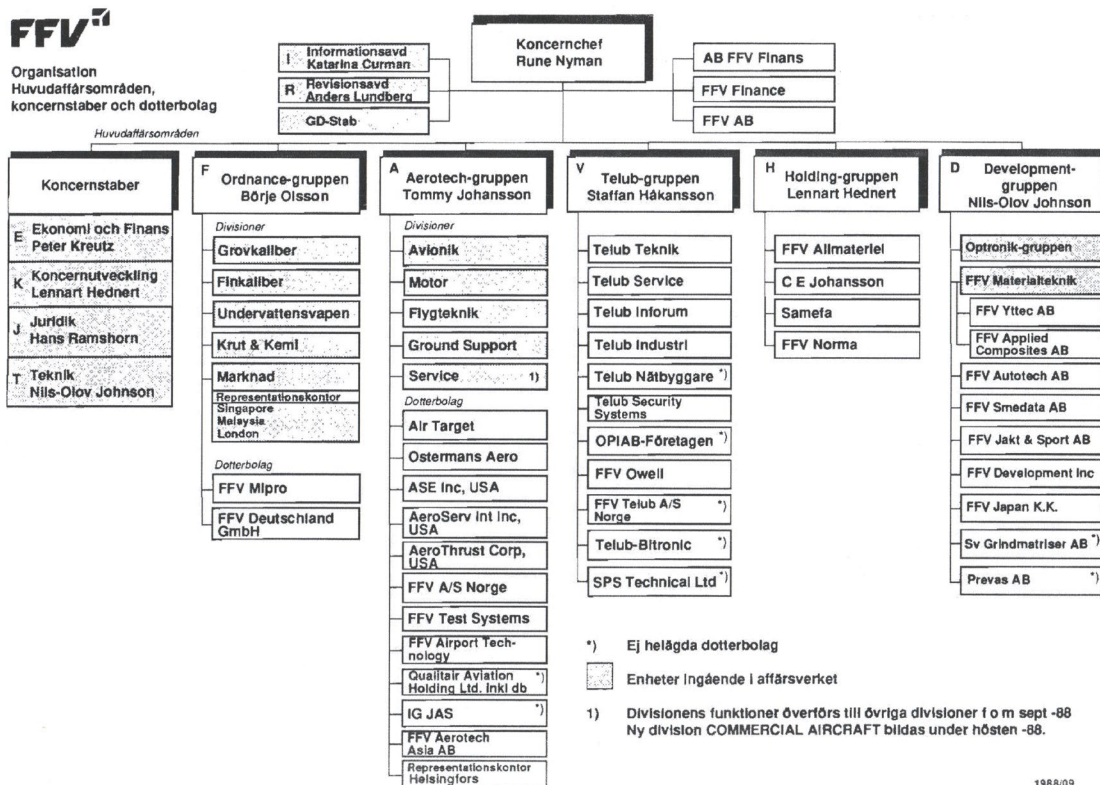 FFV
Organisation
Huvudaffärsområden,
koncernstaber och dotterbolag
Koncernchef
Rune Nyman
I Informationsavd
Katarina Curman
R Revisionsavd
Anders Lundberg
GD-Stab
AB FFV Finans
FFV Finance
FFV AB
Huvudaffärsområden
Koncernstaber
E Ekonomi och Finans
Peter Kreutz
K Koncernutveckling
Lennart Hednert
J Juridik
Hans Ramshorn
T Teknik
Nils-Olov Johnson
F Ordnance-gruppen
Börje Olsson
Divisioner
Grovkaliber
Finkaliber
Undervattensvapen
Krut & Kemi
Marknad
Representationskontor
Singapore
Malaysia
London
Dotterbolag
FFV Mipro
FFV Deutschland
GmbH
A Aerotech-gruppen
Tommy Johansson
Divisioner
Avionik
Motor
Flygteknik
Ground Support
Service 1)
Dotterbolag
Air Target
Ostermans Aero
ASE Inc, USA
AeroServ Int Inc,
USA
AeroThrust Corp,
USA
FFV A/S Norge
FFV Test Systems
FFV Airport Tech-
nology
Qualitair Aviation *)
Holding Ltd. inkl db
IG JAS *)
FFV Aerotech
Asia AB
Representationskontor
Helsingfors
V Telub-gruppen
Staffan Håkansson
Telub Teknik
Telub Service
Telub Inforum
Telub Industri
Telub Nätbyggare *)
Telub Security
Systems
OPIAB-Företagen *)
FFV Owell
FFV Telub A/S *)
Norge
Telub-Bitronic *)
SPS Technical Ltd *)
H Holding-gruppen
Lennart Hednert
FFV Allmateriel
C E Johansson
Samefa
FFV Norma
D Development-
gruppen
Nils-Olov Johnson
Optronik-gruppen
FFV Materialteknik
FFV Yttec AB
FFV Applied
Composites AB
FFV Autotech AB
FFV Smedata AB
FFV Jakt & Sport AB
FFV Development Inc
FFV Japan K.K.
Sv Grindmatriser AB *)
Prevas AB *)
*) Ej helägda dotterbolag
Enheter ingående i affärsverket
1) Divisionens funktioner överförs till övriga divisioner f o m sept -88
Ny division COMMERCIAL AIRCRAFT bildas under hösten -88.
1988/09